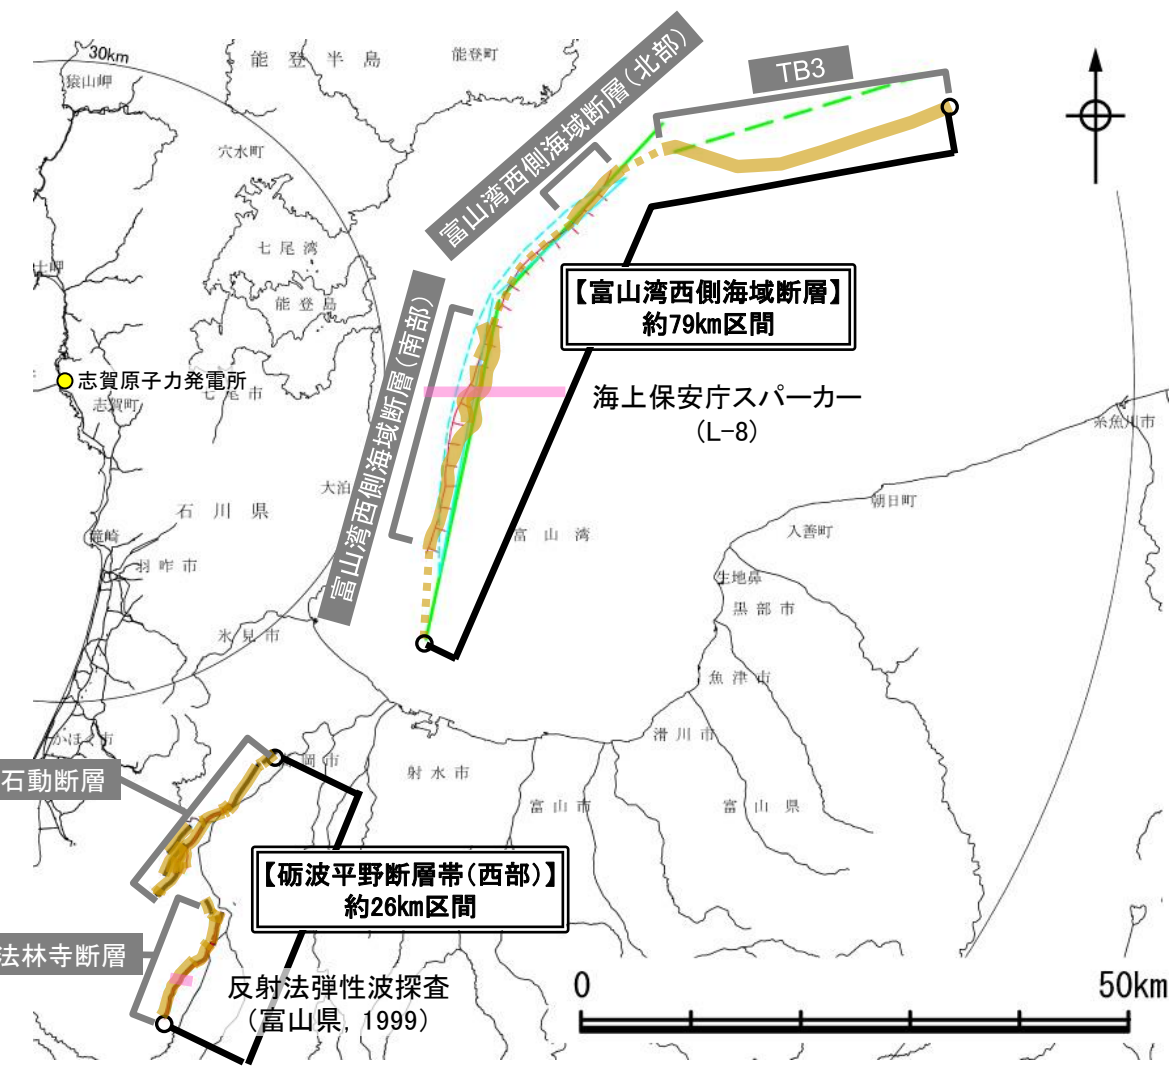 30km
能登半島
能登町
猿山岬
TB3
富山湾西側海域断層(北部)
穴水町
七尾湾
能登島
【富山湾西側海域断層】
約79km区間
富山湾西側海域断層(南部)
志賀原子力発電所
志賀町
七尾市
海上保安庁スパーカー
(L-8)
糸魚川市
大泊
石川県
朝日町
富山湾
入善町
滝崎
羽咋市
生地鼻
黒部市
氷見市
魚津市
滑川市
かほく市
岡市
射水市
石動断層
富山市
富山県
【砺波平野断層帯(西部)】
約26km区間
法林寺断層
反射法弾性波探査
(富山県, 1999)
0
50km